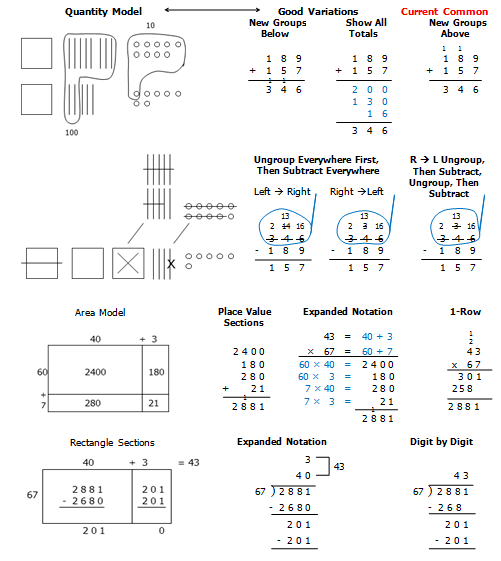 Quantity Model Good Variations Current Common
10
New Groups Below
Show All Totals
New Groups Above
1 8 9
+ 1 5 7
1 1
3 4 6
1 8 9
+ 1 5 7
2 0 0
1 3 0
1 6
3 4 6
1 1
1 8 9
+ 1 5 7
3 4 6
100
Ungroup Everywhere First,
Then Subtract Everywhere
Left → Right Right → Left
R → L Ungroup,
Then Subtract,
Ungroup, Then
Subtract
13
2 14 16
3 4 6
- 1 8 9
1 5 7
13
2 3 16
3 4 6
- 1 8 9
1 5 7
13
2 3 16
3 4 6
- 1 8 9
1 5 7
X
Area Model
40 + 3
60
2400 180
+
7
280 21
Place Value
Sections
2 4 0 0
1 8 0
2 8 0
+ 2 1
1
2 8 8 1
Expanded Notation
43 = 40 + 3
x 67 = 60 + 7
60 × 40 = 2 4 0 0
60 × 3 = 1 8 0
7 × 40 = 2 8 0
7 × 3 = 2 1
1
2 8 8 1
1-Row
1
2
4 3
x 6 7
3 0 1
2 5 8
2 8 8 1
Rectangle Sections
40 + 3 = 43
67
2 8 8 1
- 2 6 8 0
2 0 1
2 0 1
2 0 1
0
Expanded Notation
3
4 0
43
67 ) 2 8 8 1
- 2 6 8 0
2 0 1
- 2 0 1
Digit by Digit
4 3
67 ) 2 8 8 1
- 2 6 8
2 0 1
- 2 0 1